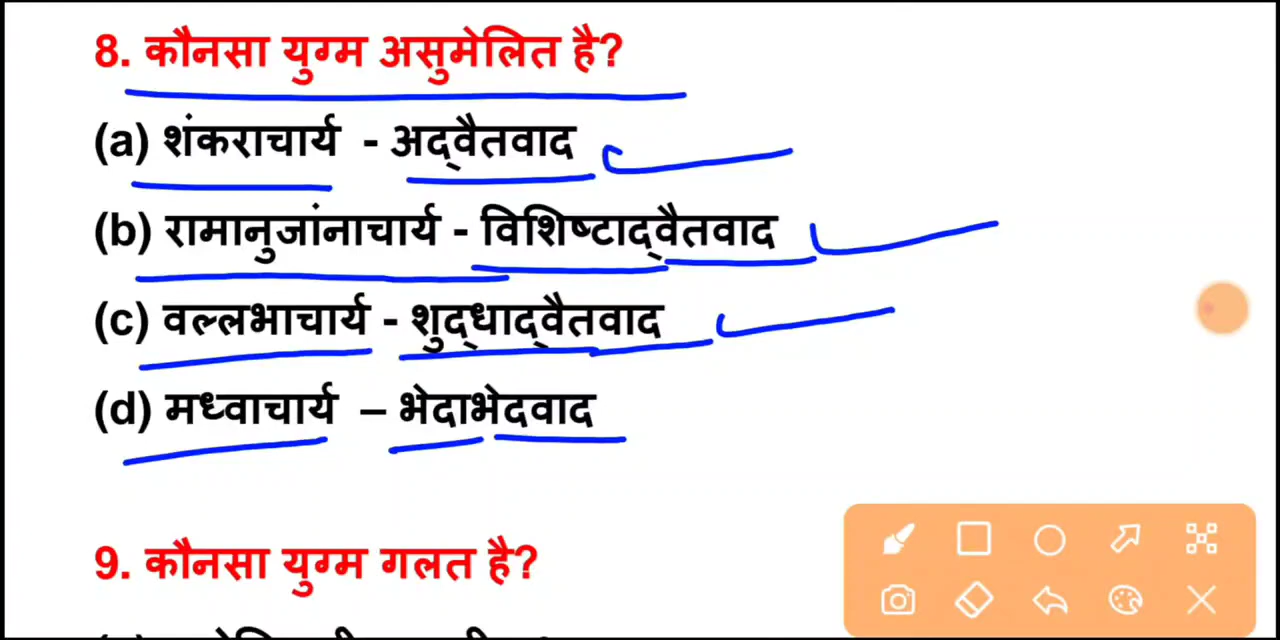 8. कौनसा युग्म असुमेलित है?
(a) शंकराचार्य - अद्वैतवाद
(b) रामानुजांनाचार्य - विशिष्टाद्वैतवाद
(c) वल्लभाचार्य - शुद्धाद्वैतवाद
(d) मध्वाचार्य – भेदाभेदवाद
9. कौनसा युग्म गलत है?